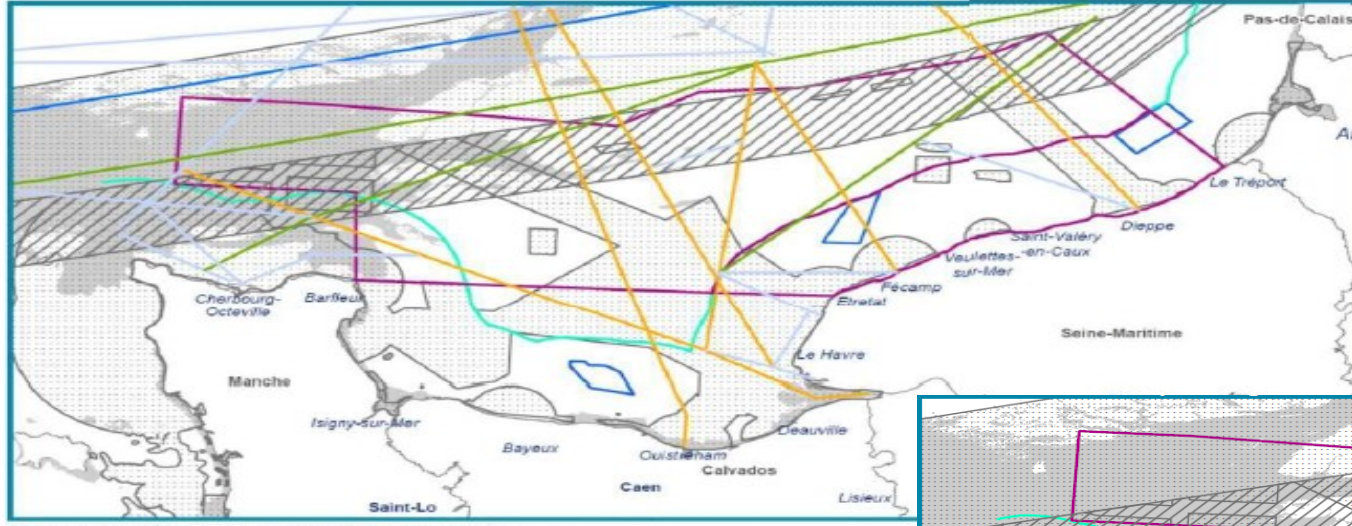 Pas-de-Calais
Le Tréport
Dieppe
Saint-Valéry
-en-Caux
Veulettes-
sur-Mer
Fécamp
Etretat
Cherbourg-
Octeville
Barfleur
Seine-Maritime
Le Havre
Manche
Isigny-sur-Mer
Deauville
Bayeux
Ouistreham
Calvados
Caen
Lisieux
Saint-Lo